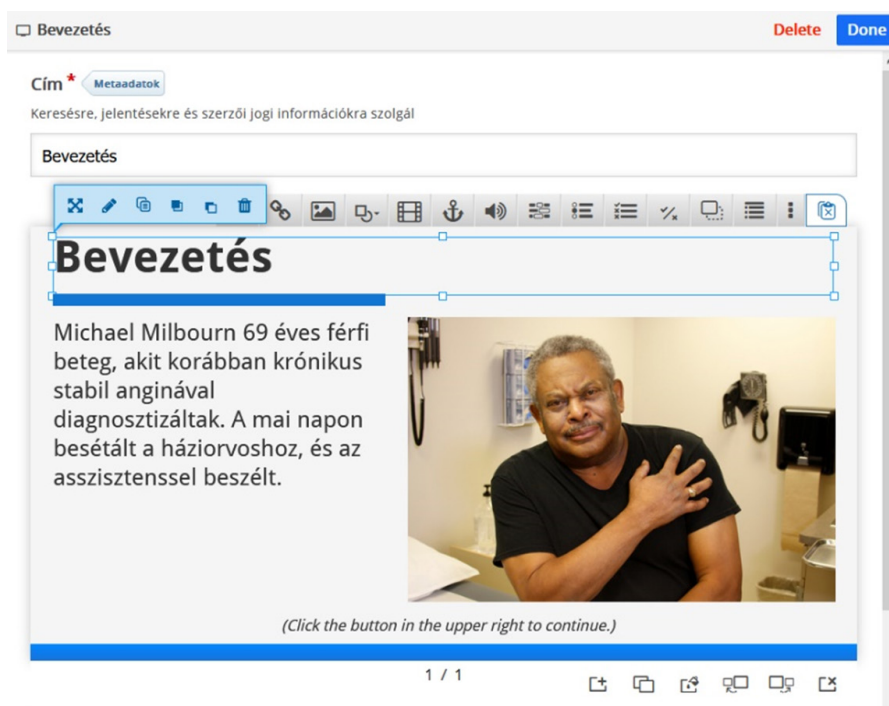 Bevezetés
Delete
Done
Cím *
Metaadatok
Keresésre, jelentésekre és szerzői jogi információkra szolgál
Bevezetés
Bevezetés
Michael Milbourn 69 éves férfi
beteg, akit korábban krónikus
stabil anginával
diagnosztizáltak. A mai napon
besétált a háziorvoshoz, és az
asszisztenssel beszélt.
(Click the button in the upper right to continue.)
1 / 1